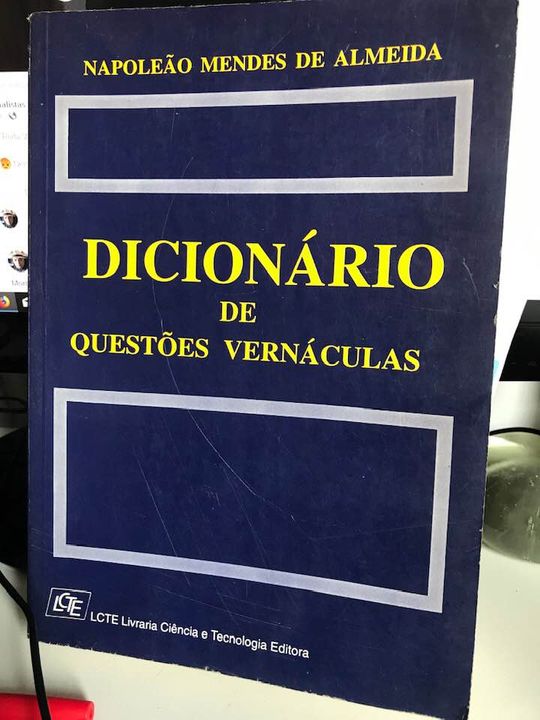 NAPOLEÃO MENDES DE ALMEIDA
DICIONÁRIO
DE
QUESTÕES VERNÁCULAS
LCTE
LCTE Livraria Ciência e Tecnologia Editora